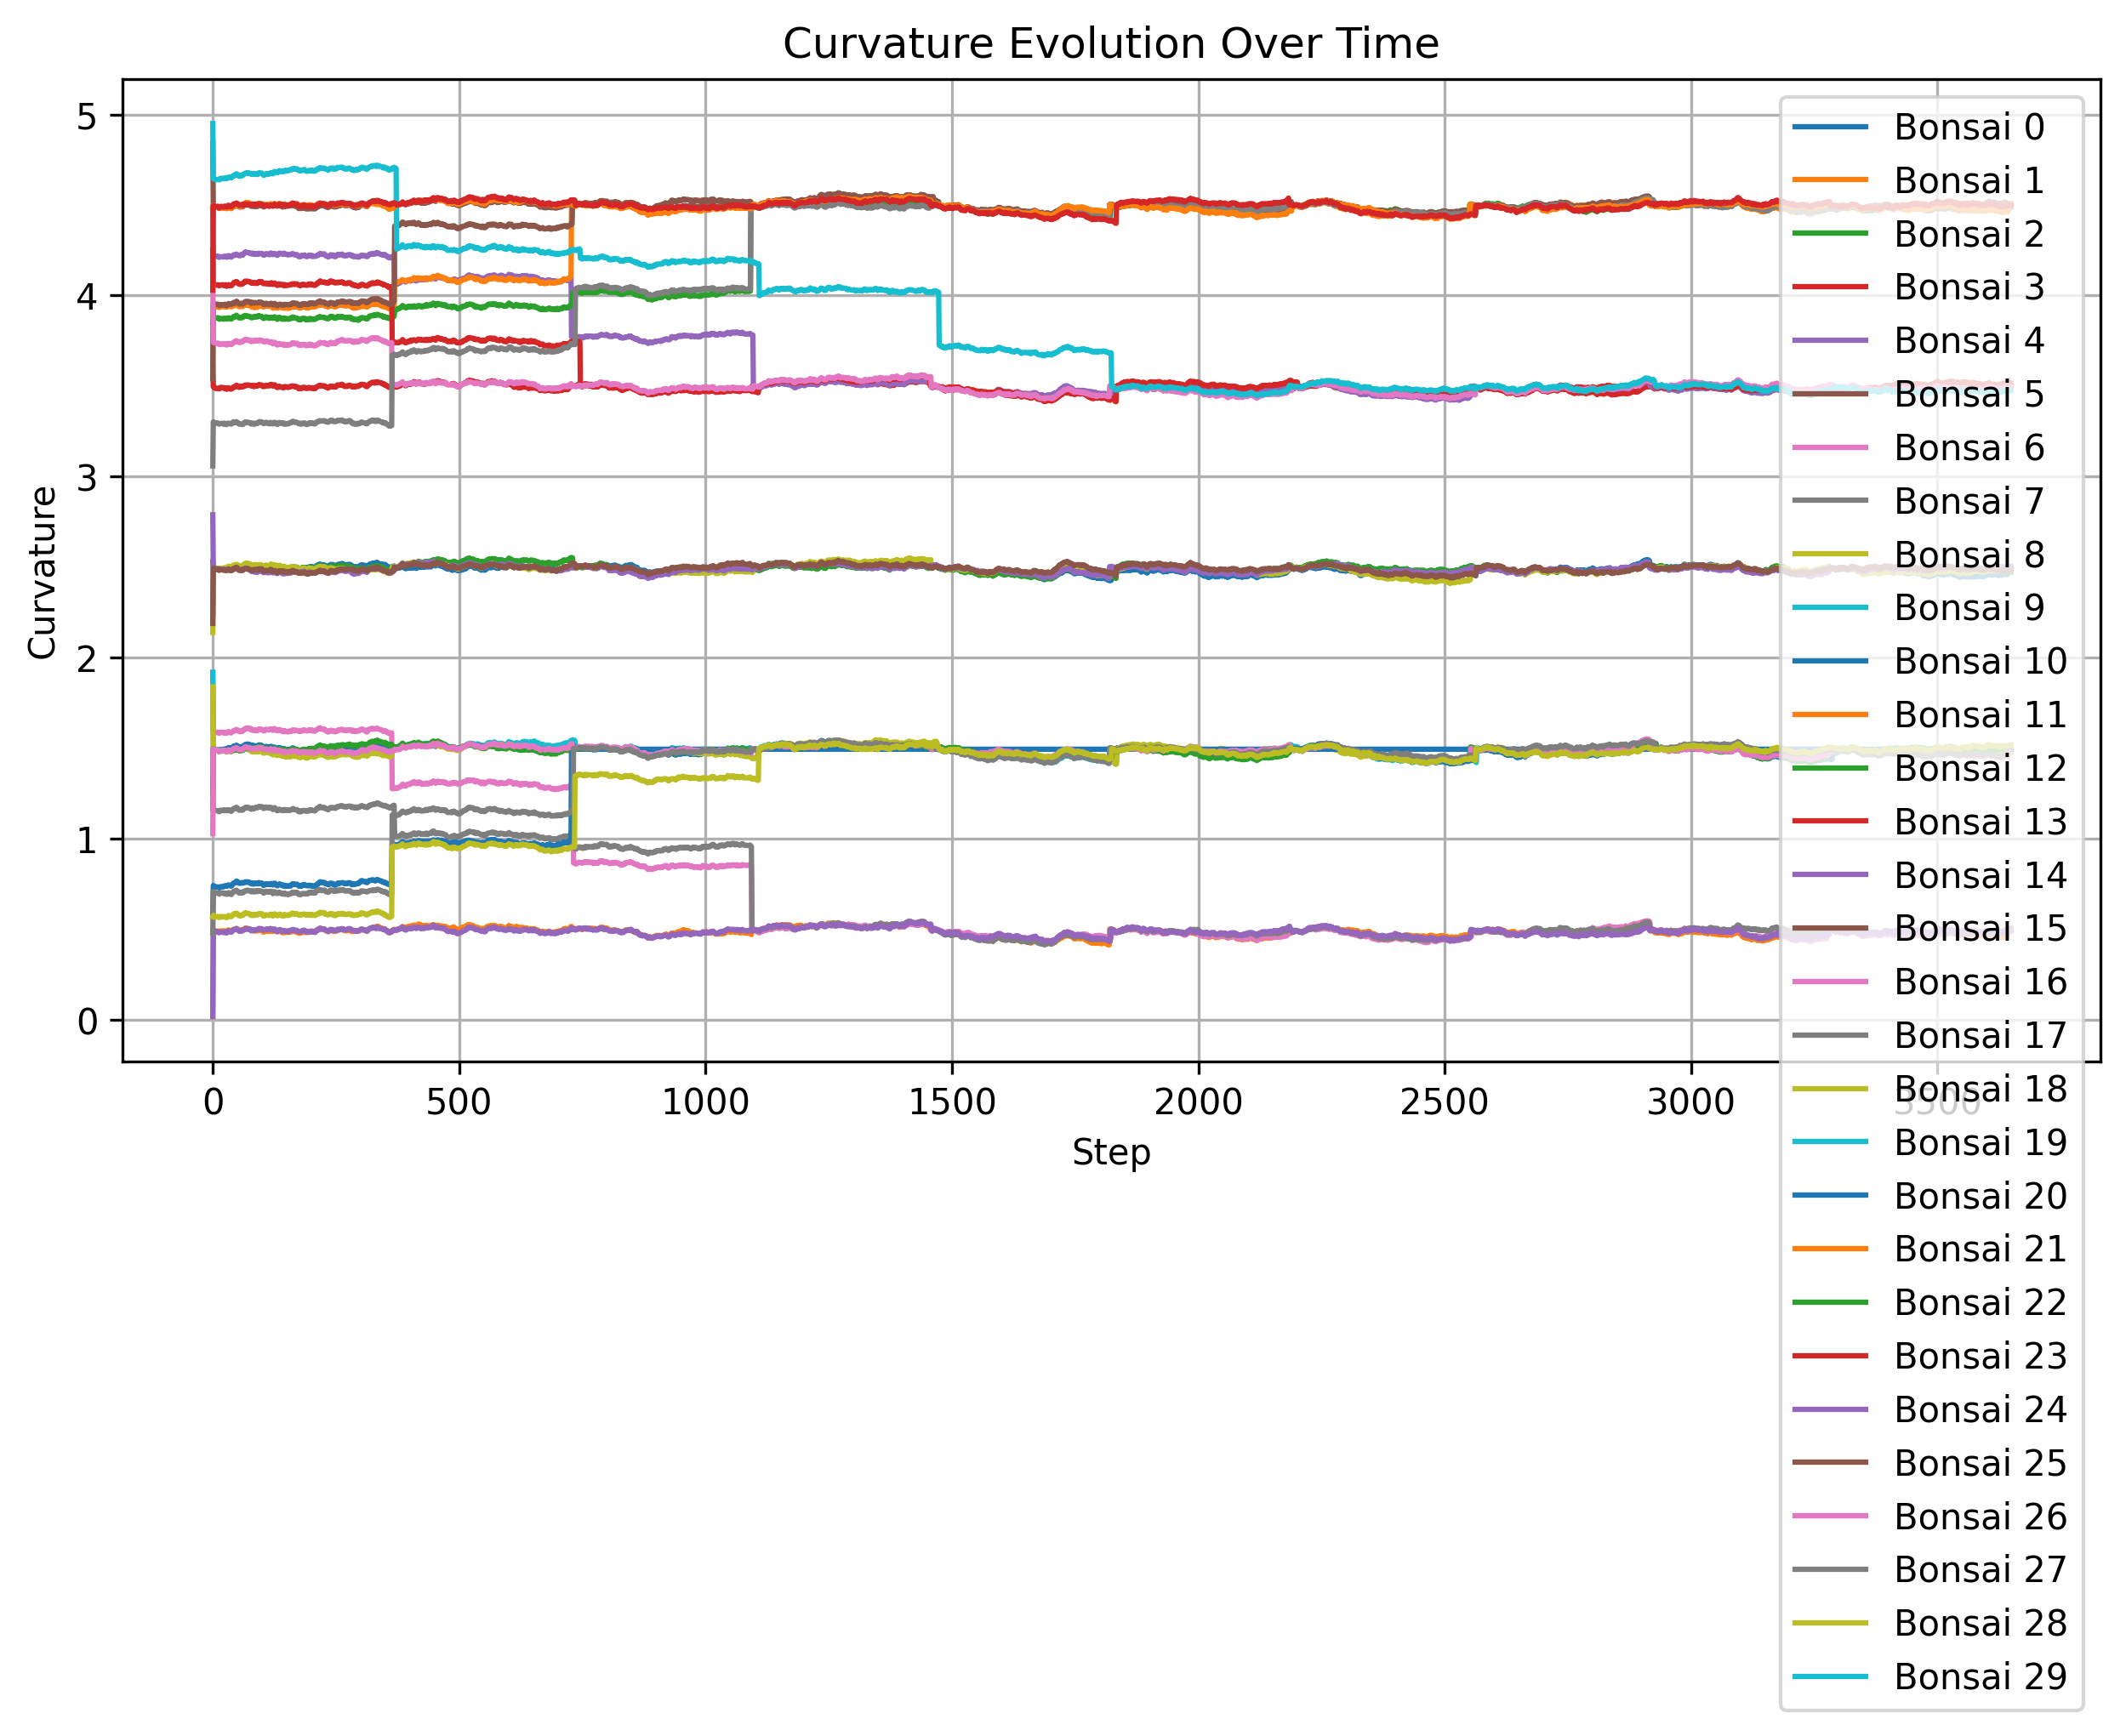 Curvature Evolution Over Time
Curvature
5
4
3
2
1
0
0
500
1000
1500
2000
2500
3000
3500
Step
Bonsai 0
Bonsai 1
Bonsai 2
Bonsai 3
Bonsai 4
Bonsai 5
Bonsai 6
Bonsai 7
Bonsai 8
Bonsai 9
Bonsai 10
Bonsai 11
Bonsai 12
Bonsai 13
Bonsai 14
Bonsai 15
Bonsai 16
Bonsai 17
Bonsai 18
Bonsai 19
Bonsai 20
Bonsai 21
Bonsai 22
Bonsai 23
Bonsai 24
Bonsai 25
Bonsai 26
Bonsai 27
Bonsai 28
Bonsai 29